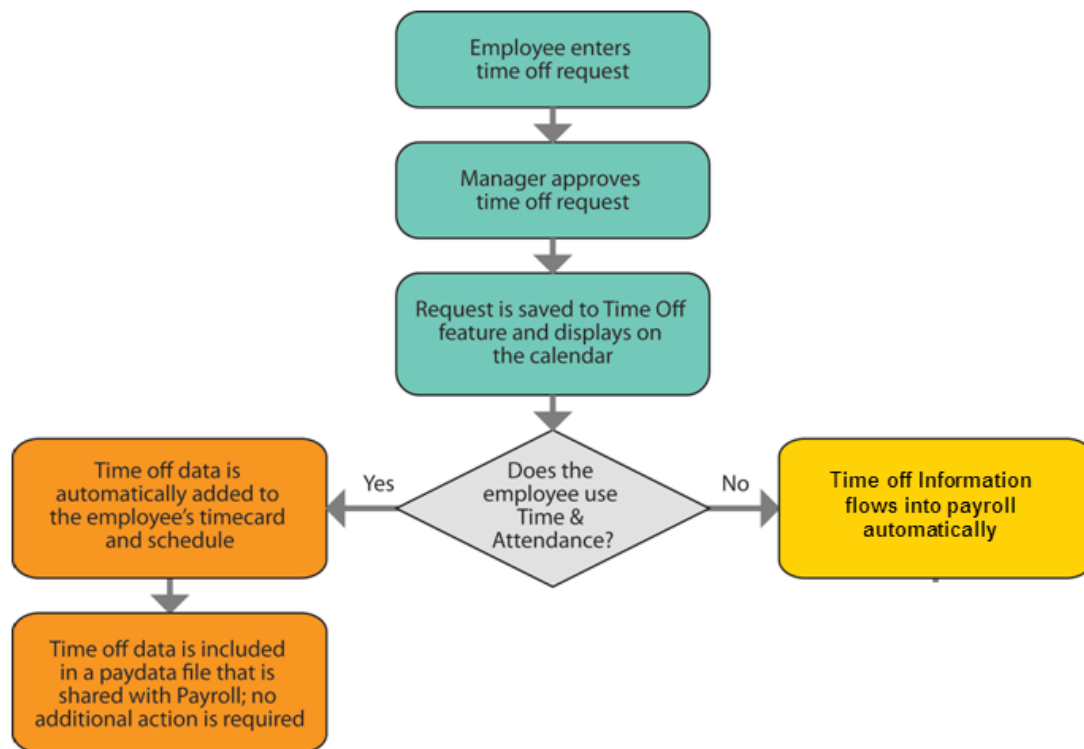 Employee enters
time off request
Manager approves
time off request
Request is saved to Time Off
feature and displays on
the calendar
Does the
employee use
Time &
Attendance?
Yes
Time off data is
automatically added to
the employee’s timecard
and schedule
Time off data is included
in a paydata file that is
shared with Payroll; no
additional action is required
No
Time off Information
flows into payroll
automatically